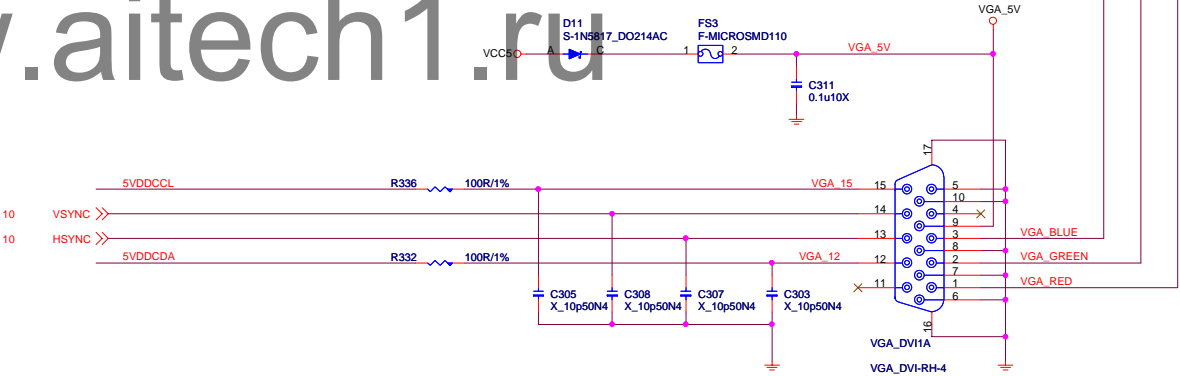 VGA_5V
D11
S-1N5817_DO214AC
FS3
F-MICROSMD110
VCC5
A
C
1
2
VGA_5V
.aitech1.ru
C311
0.1u10X
17
5VDDCCL
R336
100R/1%
VGA_15
15
5
10
10
VSYNC
14
4
9
10
HSYNC
13
3
VGA_BLUE
8
5VDDCDA
R332
100R/1%
VGA_12
12
2
VGA_GREEN
7
11
1
VGA_RED
6
C305
X_10p50N4
C308
X_10p50N4
C307
X_10p50N4
C303
X_10p50N4
16
VGA_DVI1A
VGA_DVI-RH-4